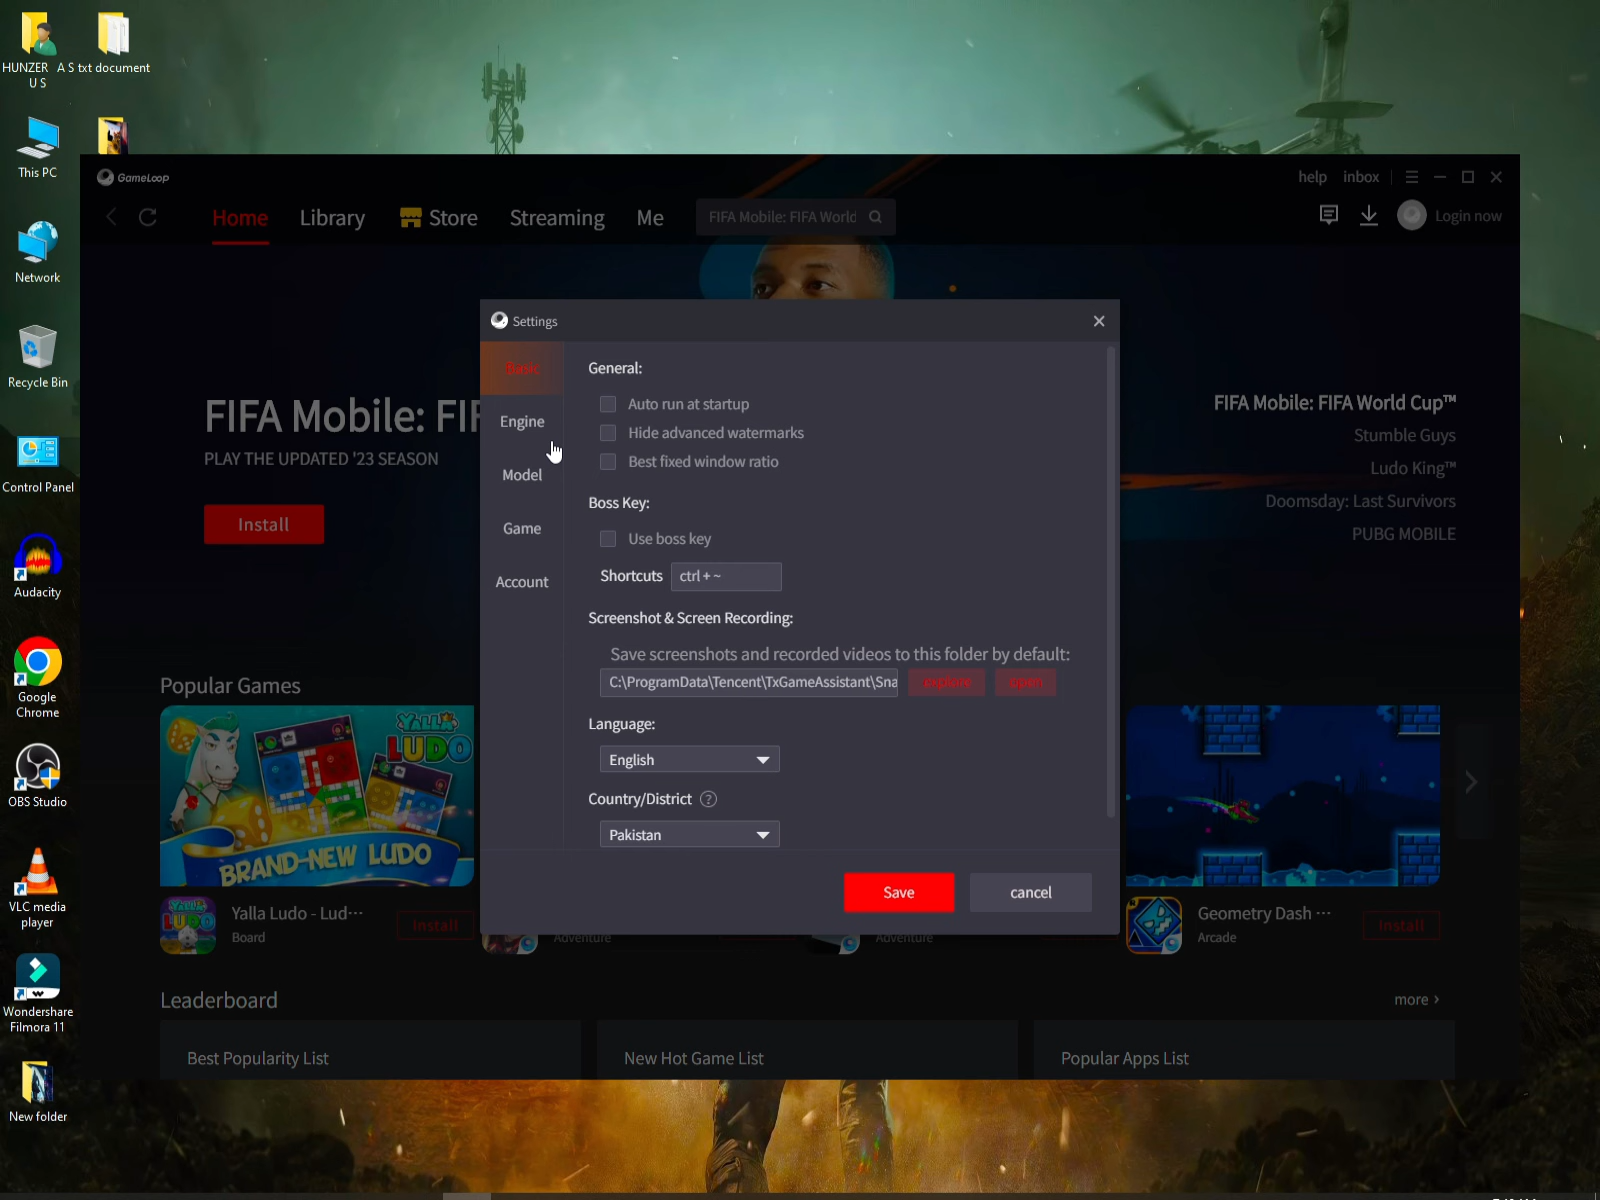 HUNZER A S
U S
txt document
This PC
Network
Recycle Bin
Control Panel
Audacity
Google
Chrome
OBS Studio
VLC media
player
Wondershare
Filmora 11
New folder
GameLoop
help inbox
Home Library Store Streaming Me
FIFA Mobile: FIFA World
Login now
FIFA Mobile: FIF
PLAY THE UPDATED '23 SEASON
Install
FIFA Mobile: FIFA World Cup™
Stumble Guys
Ludo King™
Doomsday: Last Survivors
PUBG MOBILE
Settings
Basic
Engine
Model
Game
Account
General:
Auto run at startup
Hide advanced watermarks
Best fixed window ratio
Boss Key:
Use boss key
Shortcuts ctrl + ~
Screenshot & Screen Recording:
Save screenshots and recorded videos to this folder by default:
C:\ProgramData\Tencent\TxGameAssistant\Sna
open
Language:
English
Country/District ?
Pakistan
Save cancel
Popular Games
YALLA
LUDO
BRAND-NEW LUDO
YALLA
LUDO
Yalla Ludo - Lud···
Board
Install
Adventure
Adventure
Geometry Dash ···
Arcade
Install
Leaderboard
more ›
Best Popularity List
New Hot Game List
Popular Apps List